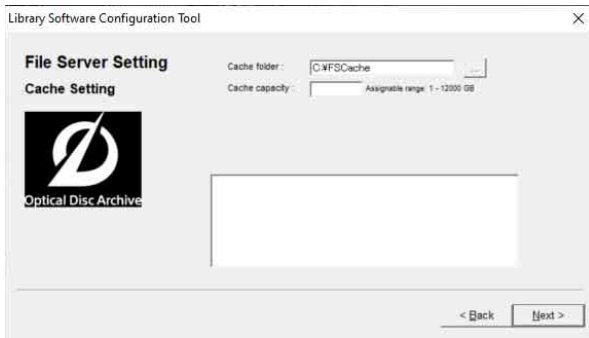 Library Software Configuration Tool
File Server Setting
Cache Setting
Cache folder :
C:¥FSCache
...
Cache capacity :
Assignable range 1 - 12000 GB
Optical Disc Archive
< Back
Next >